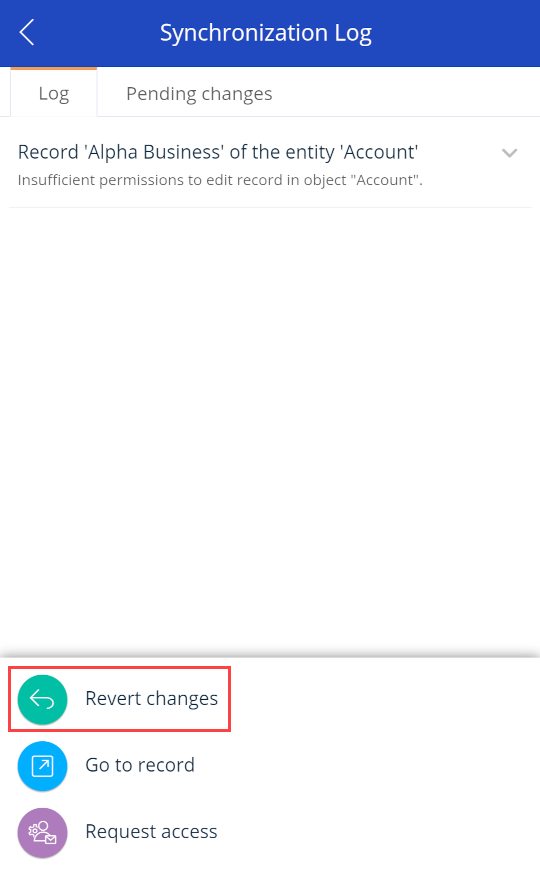 Synchronization Log
Log
Pending changes
Record 'Alpha Business' of the entity 'Account'
Insufficient permissions to edit record in object "Account".
Revert changes
Go to record
Request access